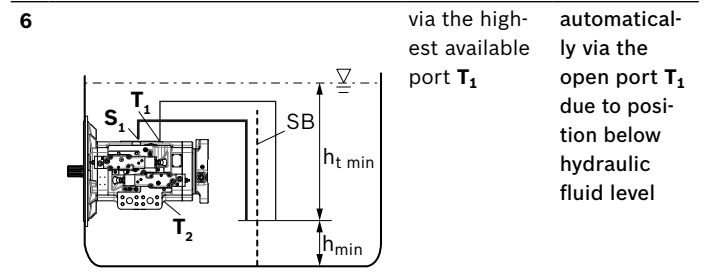 6
via the high-
est available
port T₁
automatical-
ly via the
open port T₁
due to posi-
tion below
hydraulic
fluid level
T₁
S₁
SB
hₜ ₘᵢₙ
T₂
hₘᵢₙ